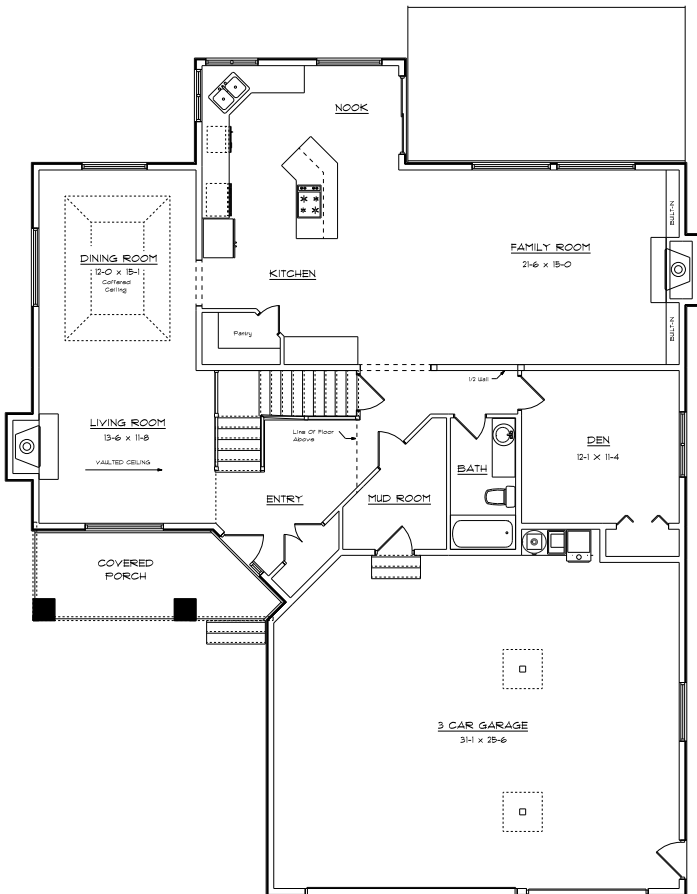 NOOK
BUILT-IN
DINING ROOM
12-0 x 15-1
Coffered
Ceiling
FAMILY ROOM
21-6 x 15-0
KITCHEN
Pantry
BUILT-IN
1/2 Wall
LIVING ROOM
13-6 x 11-8
VAULTED CEILING
Line Of Floor
Above
DEN
12-1 x 11-4
BATH
ENTRY
MUD ROOM
COVERED
PORCH
3 CAR GARAGE
31-1 x 25-6